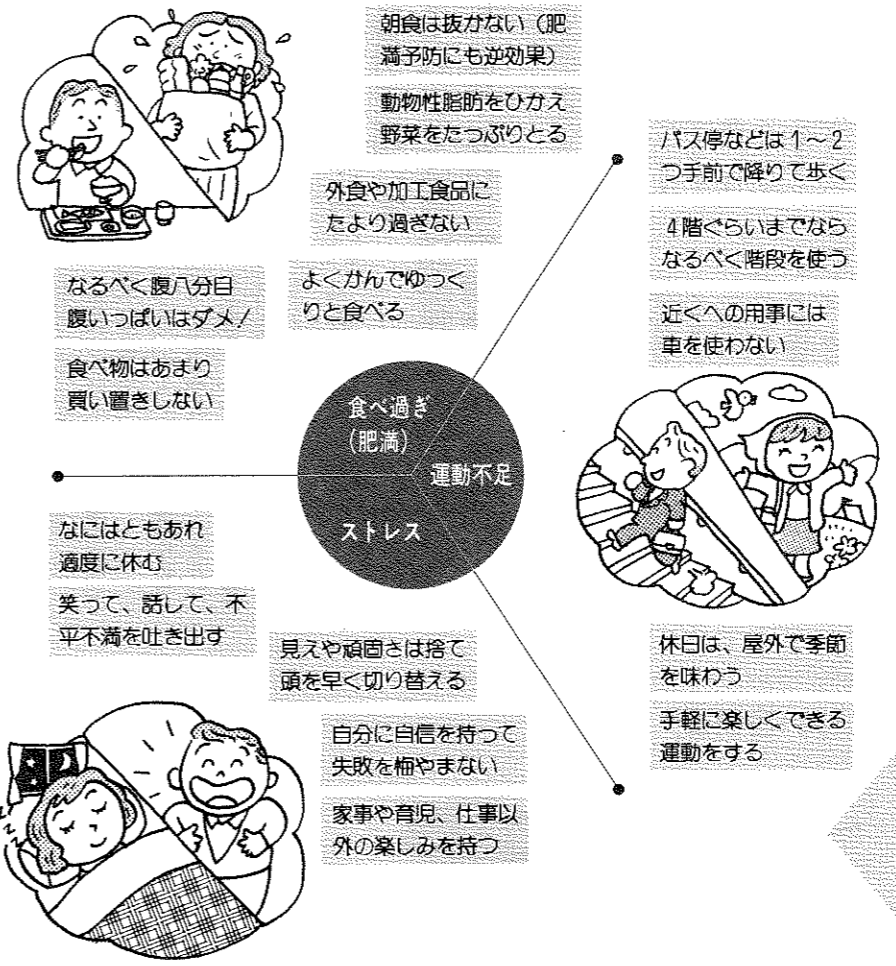 朝食は抜かない（肥
満予防にも逆効果）
動物性脂肪をひかえ
野菜をたっぷりとる
外食や加工食品に
たより過ぎない
よくかんでゆっく
りと食べる
なるべく腹八分目
腹いっぱいはダメ！
食べ物はあまり
買い置きしない
食べ過ぎ
（肥満）
運動不足
ストレス
バス停などは１～２
つ手前で降りて歩く
４階ぐらいまでなら
なるべく階段を使う
近くへの用事には
車を使わない
休日は、屋外で季節
を味わう
手軽に楽しくできる
運動をする
なにはともあれ
適度に休む
笑って、話して、不
平不満を吐き出す
見えや頑固さは捨て
頭を早く切り替える
自分に自信を持って
失敗を悔やまない
家事や育児、仕事以
外の楽しみを持つ
zzz